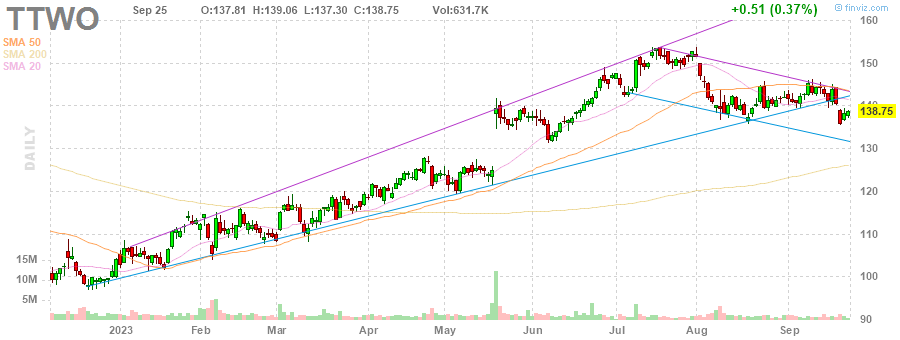 TTWO
Sep 25 O:137.81 H:139.06 L:137.30 C:138.75 Vol:631.7K
+0.51 (0.37%)
© finviz.com
SMA 50
SMA 200
SMA 20
DAILY
160
150
140
138.75
130
120
110
100
90
15M
10M
5M
2023 Feb Mar Apr May Jun Jul Aug Sep